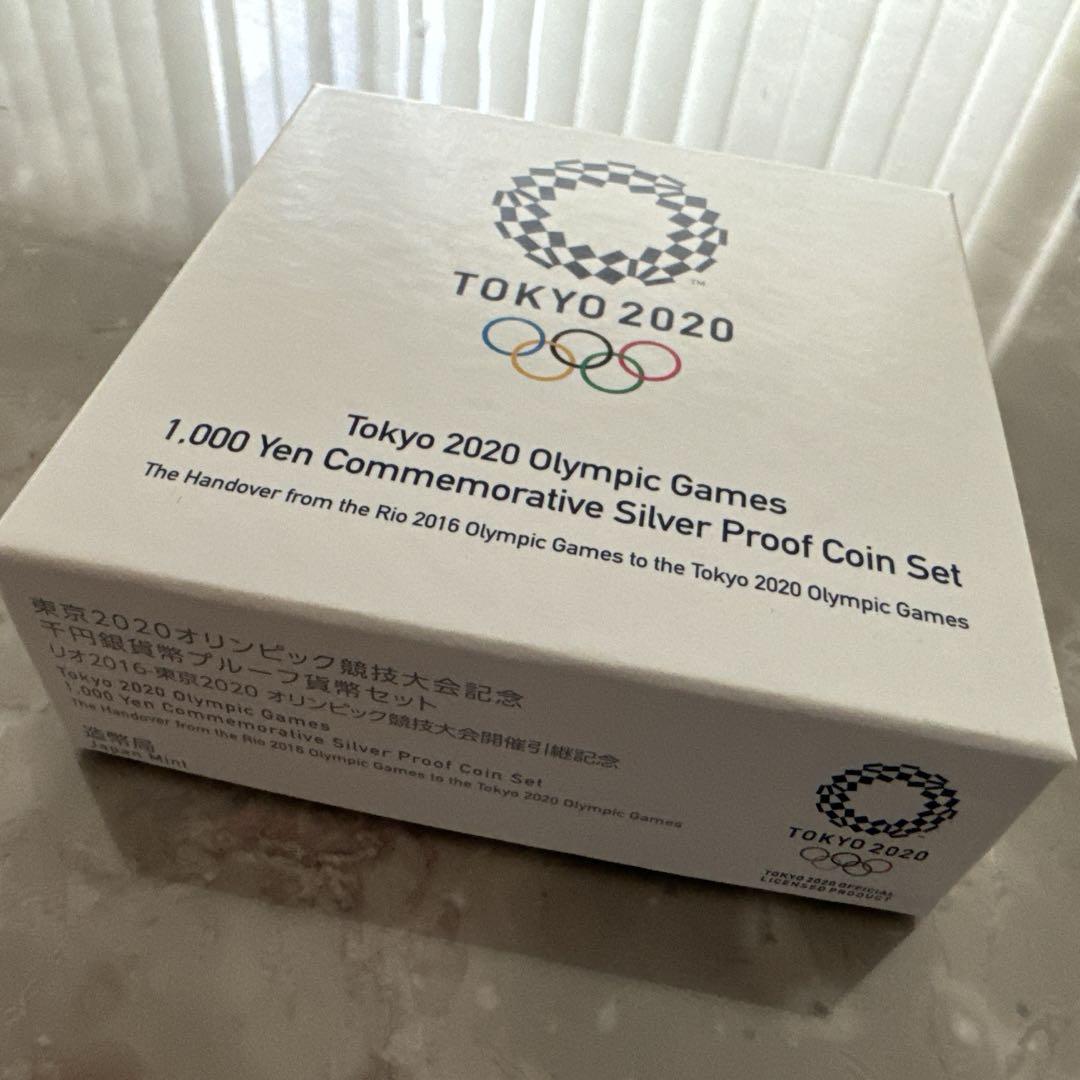 TOKYO 2020
Tokyo 2020 Olympic Games
1,000 Yen Commemorative Silver Proof Coin Set
The Handover from the Rio 2016 Olympic Games to the Tokyo 2020 Olympic Games
東京2020オリンピック競技大会記念
千円銀貨幣プルーフ貨幣セット
リオ2016-東京2020 オリンピック競技大会開催引継記念
Tokyo 2020 Olympic Games
1,000 Yen Commemorative Silver Proof Coin Set
The Handover from the Rio 2016 Olympic Games to the Tokyo 2020 Olympic Games
造幣局
Japan Mint
TOKYO 2020
TOKYO 2020 OFFICIAL
LICENSED PRODUCT